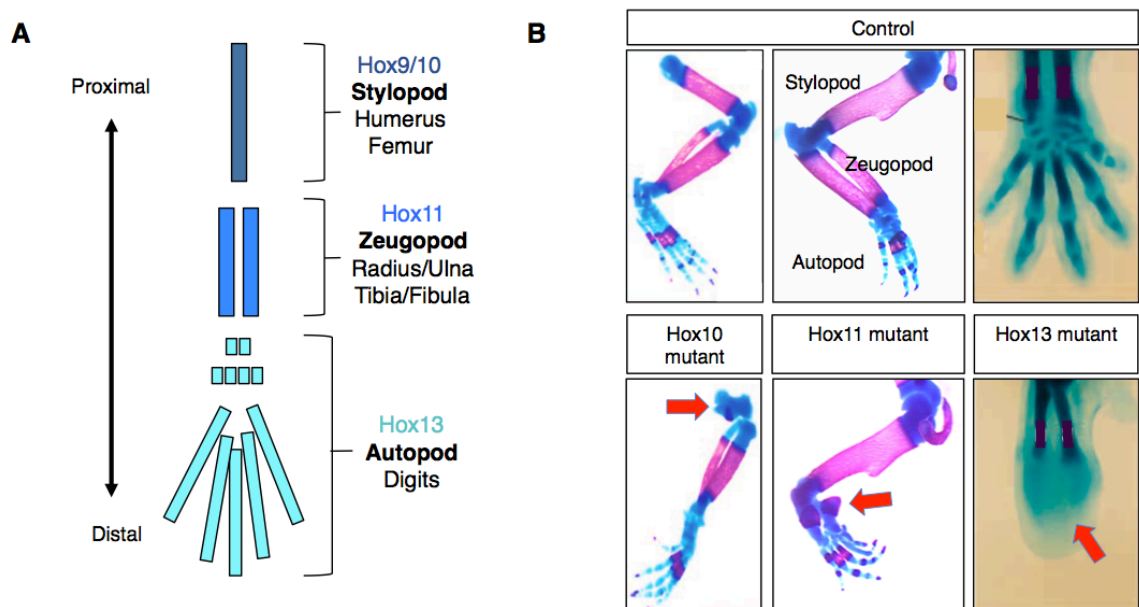 A
Proximal
Distal
Hox9/10
Stylopod
Humerus
Femur
Hox11
Zeugopod
Radius/Ulna
Tibia/Fibula
Hox13
Autopod
Digits
B
Control
Stylopod
Zeugopod
Autopod
Hox10
mutant
Hox11 mutant
Hox13 mutant